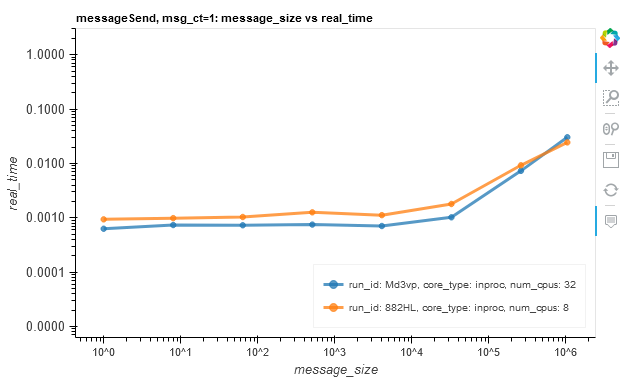 messageSend, msg_ct=1: message_size vs real_time
1.0000
0.1000
0.0100
0.0010
0.0001
0.0000
real_time
run_id: Md3vp, core_type: inproc, num_cpus: 32
run_id: 882HL, core_type: inproc, num_cpus: 8
10^0 10^1 10^2 10^3 10^4 10^5 10^6
message_size